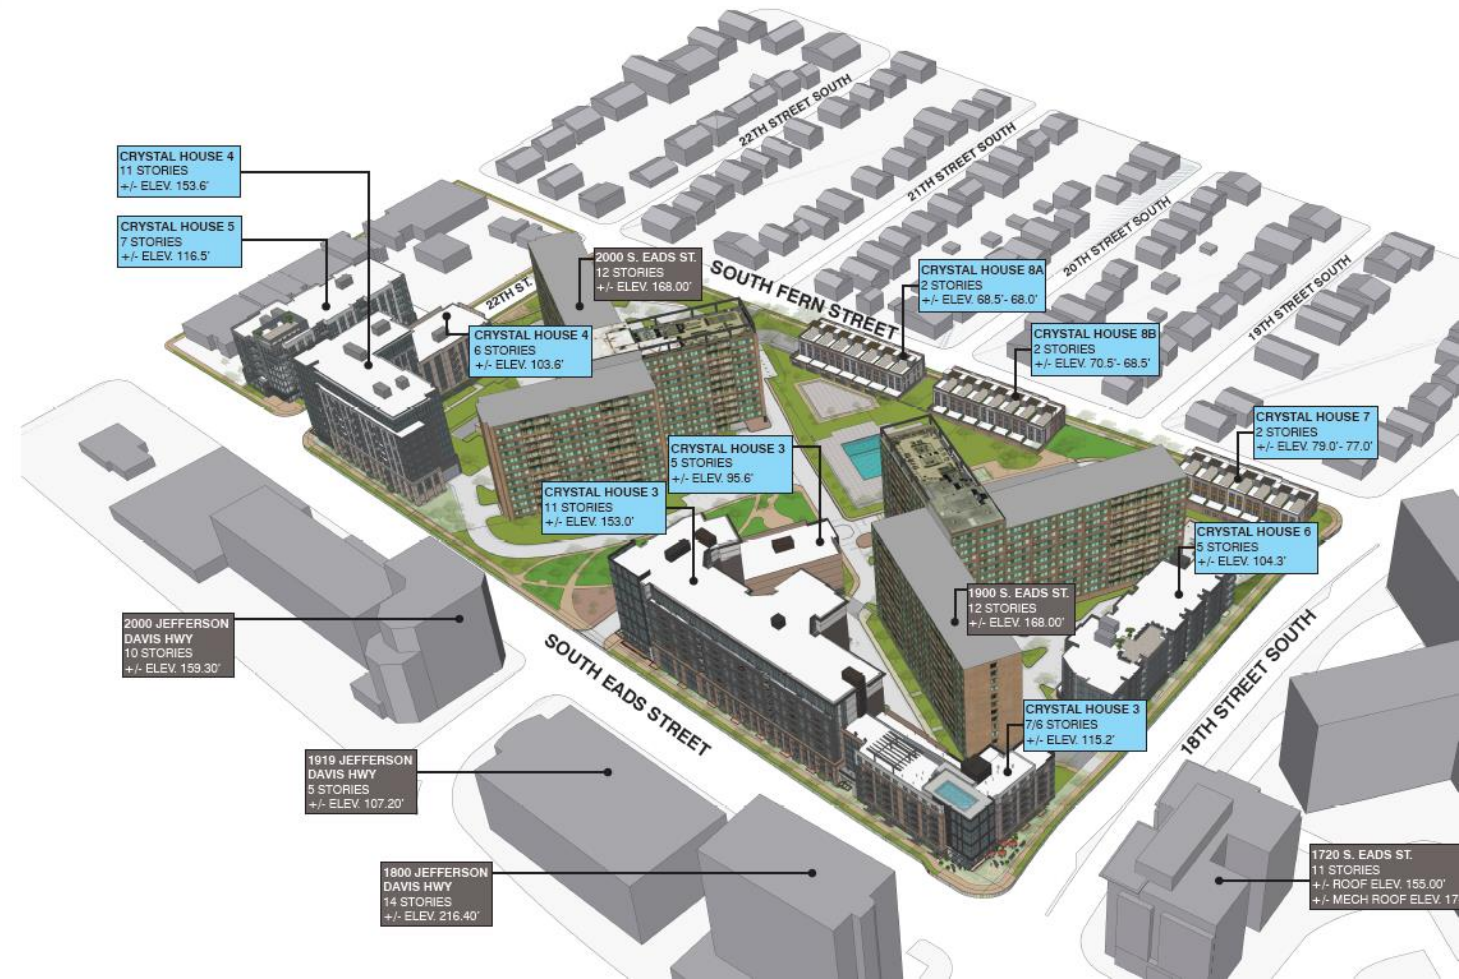 22TH STREET SOUTH
21TH STREET SOUTH
20TH STREET SOUTH
19TH STREET SOUTH
CRYSTAL HOUSE 4
11 STORIES
+/- ELEV. 153.6'
CRYSTAL HOUSE 5
7 STORIES
+/- ELEV. 116.5'
22TH ST.
2000 S. EADS ST.
12 STORIES
+/- ELEV. 168.00'
SOUTH FERN STREET
CRYSTAL HOUSE 8A
2 STORIES
+/- ELEV. 68.5'- 68.0'
CRYSTAL HOUSE 4
6 STORIES
+/- ELEV. 103.6'
CRYSTAL HOUSE 8B
2 STORIES
+/- ELEV. 70.5'- 68.5'
CRYSTAL HOUSE 7
2 STORIES
+/- ELEV. 79.0'- 77.0'
CRYSTAL HOUSE 3
5 STORIES
+/- ELEV. 95.6'
CRYSTAL HOUSE 3
11 STORIES
+/- ELEV. 153.0'
CRYSTAL HOUSE 6
5 STORIES
+/- ELEV. 104.3'
1900 S. EADS ST.
12 STORIES
+/- ELEV. 168.00'
2000 JEFFERSON
DAVIS HWY
10 STORIES
+/- ELEV. 159.30'
SOUTH EADS STREET
18TH STREET SOUTH
CRYSTAL HOUSE 3
7/6 STORIES
+/- ELEV. 115.2'
1919 JEFFERSON
DAVIS HWY
5 STORIES
+/- ELEV. 107.20'
1800 JEFFERSON
DAVIS HWY
14 STORIES
+/- ELEV. 216.40'
1720 S. EADS ST.
11 STORIES
+/- ROOF ELEV. 155.00'
+/- MECH ROOF ELEV. 17